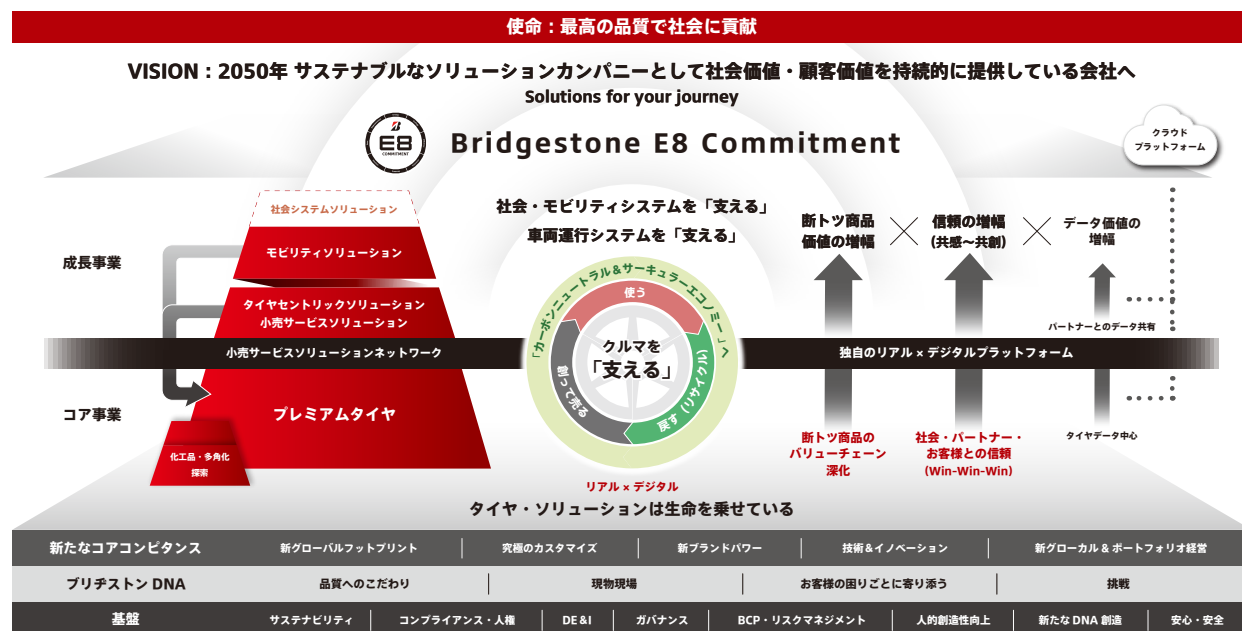 使命：最高の品質で社会に貢献
VISION：2050年 サステナブルなソリューションカンパニーとして社会価値・顧客価値を持続的に提供している会社へ
Solutions for your journey
E8
COMMITMENT
Bridgestone E8 Commitment
クラウド
プラットフォーム
社会システムソリューション
モビリティソリューション
成長事業
タイヤセントリックソリューション
小売サービスソリューション
小売サービスソリューションネットワーク
コア事業
プレミアムタイヤ
化工品・多角化
探索
社会・モビリティシステムを「支える」
車両運行システムを「支える」
「カーボンニュートラル&サーキュラーエコノミー」へ
使う
戻す（リサイクル）
創って売る
クルマを
「支える」
リアル × デジタル
タイヤ・ソリューションは生命を乗せている
断トツ商品
価値の増幅
信頼の増幅
（共感～共創）
データ価値の
増幅
パートナーとのデータ共有
独自のリアル × デジタルプラットフォーム
断トツ商品の
バリューチェーン
深化
社会・パートナー・
お客様との信頼
(Win-Win-Win)
タイヤデータ中心
新たなコアコンピタンス 新グローバルフットプリント 究極のカスタマイズ 新ブランドパワー 技術&イノベーション 新グローカル & ポートフォリオ経営
ブリヂストン DNA 品質へのこだわり 現物現場 お客様の困りごとに寄り添う 挑戦
基盤 サステナビリティ コンプライアンス・人権 DE&I ガバナンス BCP・リスクマネジメント 人的創造性向上 新たな DNA 創造 安心・安全